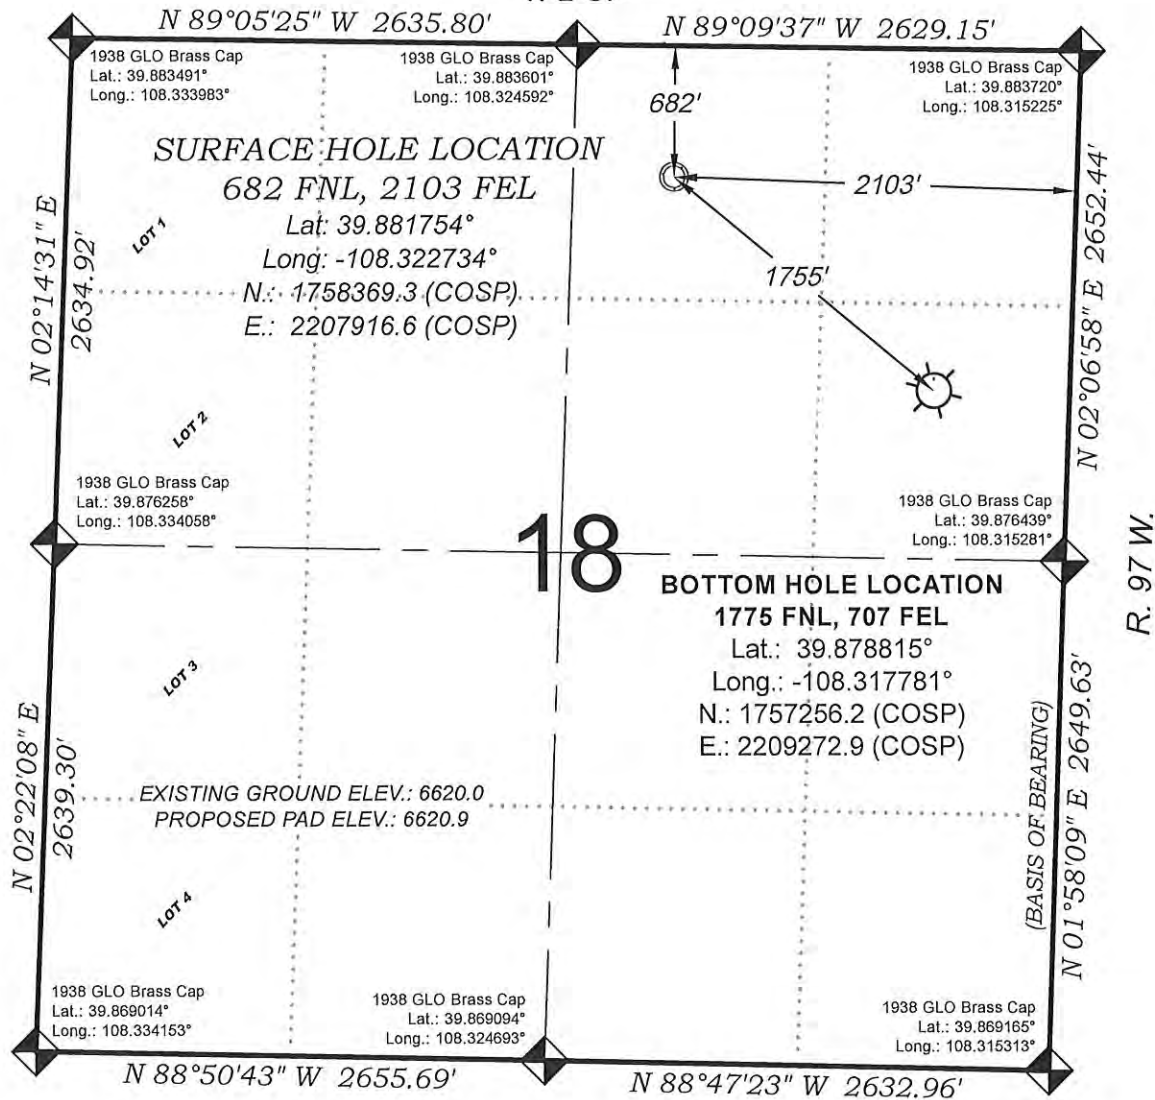 N 89°05'25" W 2635.80'
N 89°09'37" W 2629.15'
1938 GLO Brass Cap
Lat.: 39.883491°
Long.: 108.333983°
1938 GLO Brass Cap
Lat.: 39.883601°
Long.: 108.324592°
1938 GLO Brass Cap
Lat.: 39.883720°
Long.: 108.315225°
682'
SURFACE HOLE LOCATION
682 FNL, 2103 FEL
Lat: 39.881754°
Long: -108.322734°
N.: 1758369.3 (COSP)
E.: 2207916.6 (COSP)
2103'
1755'
LOT 1
N 02°14'31" E
2634.92'
N 02°06'58" E 2652.44'
LOT 2
1938 GLO Brass Cap
Lat.: 39.876258°
Long.: 108.334058°
1938 GLO Brass Cap
Lat.: 39.876439°
Long.: 108.315281°
18
R. 97 W.
BOTTOM HOLE LOCATION
1775 FNL, 707 FEL
Lat.: 39.878815°
Long.: -108.317781°
N.: 1757256.2 (COSP)
E.: 2209272.9 (COSP)
LOT 3
N 02°22'08" E
2639.30'
EXISTING GROUND ELEV.: 6620.0
PROPOSED PAD ELEV.: 6620.9
(BASIS OF BEARING)
N 01°58'09" E 2649.63'
LOT 4
1938 GLO Brass Cap
Lat.: 39.869014°
Long.: 108.334153°
1938 GLO Brass Cap
Lat.: 39.869094°
Long.: 108.324693°
1938 GLO Brass Cap
Lat.: 39.869165°
Long.: 108.315313°
N 88°50'43" W 2655.69'
N 88°47'23" W 2632.96'